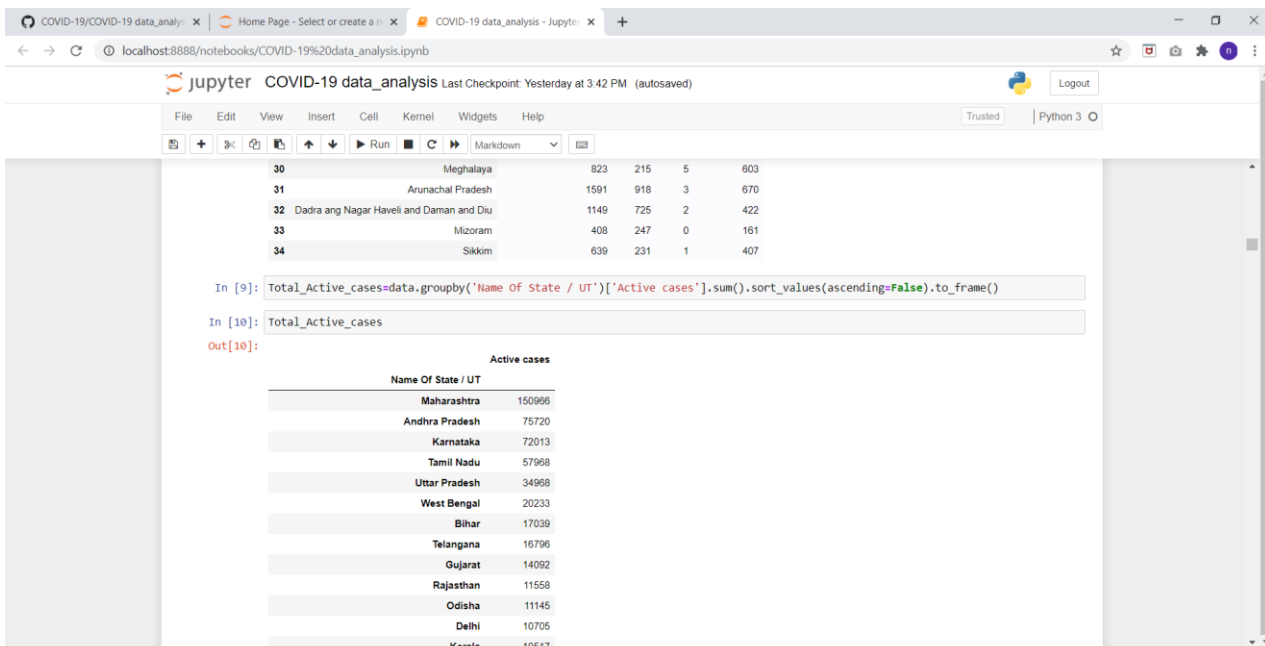 COVID-19/COVID-19 data_analys
Home Page - Select or create a n
COVID-19 data_analysis - Jupyter
localhost:8888/notebooks/COVID-19%20data_analysis.ipynb
n
jupyter COVID-19 data_analysis Last Checkpoint: Yesterday at 3:42 PM (autosaved)
Logout
File Edit View Insert Cell Kernel Widgets Help
Trusted
Python 3
Run
Markdown
30 Meghalaya 823 215 5 603
31 Arunachal Pradesh 1591 918 3 670
32 Dadra ang Nagar Haveli and Daman and Diu 1149 725 2 422
33 Mizoram 408 247 0 161
34 Sikkim 639 231 1 407
In [9]: Total_Active_cases=data.groupby('Name Of State / UT')['Active cases'].sum().sort_values(ascending=False).to_frame()
In [10]: Total_Active_cases
Out[10]:
Active cases
Name Of State / UT
Maharashtra 150966
Andhra Pradesh 75720
Karnataka 72013
Tamil Nadu 57968
Uttar Pradesh 34968
West Bengal 20233
Bihar 17039
Telangana 16796
Gujarat 14092
Rajasthan 11558
Odisha 11145
Delhi 10705
Kerala 10517